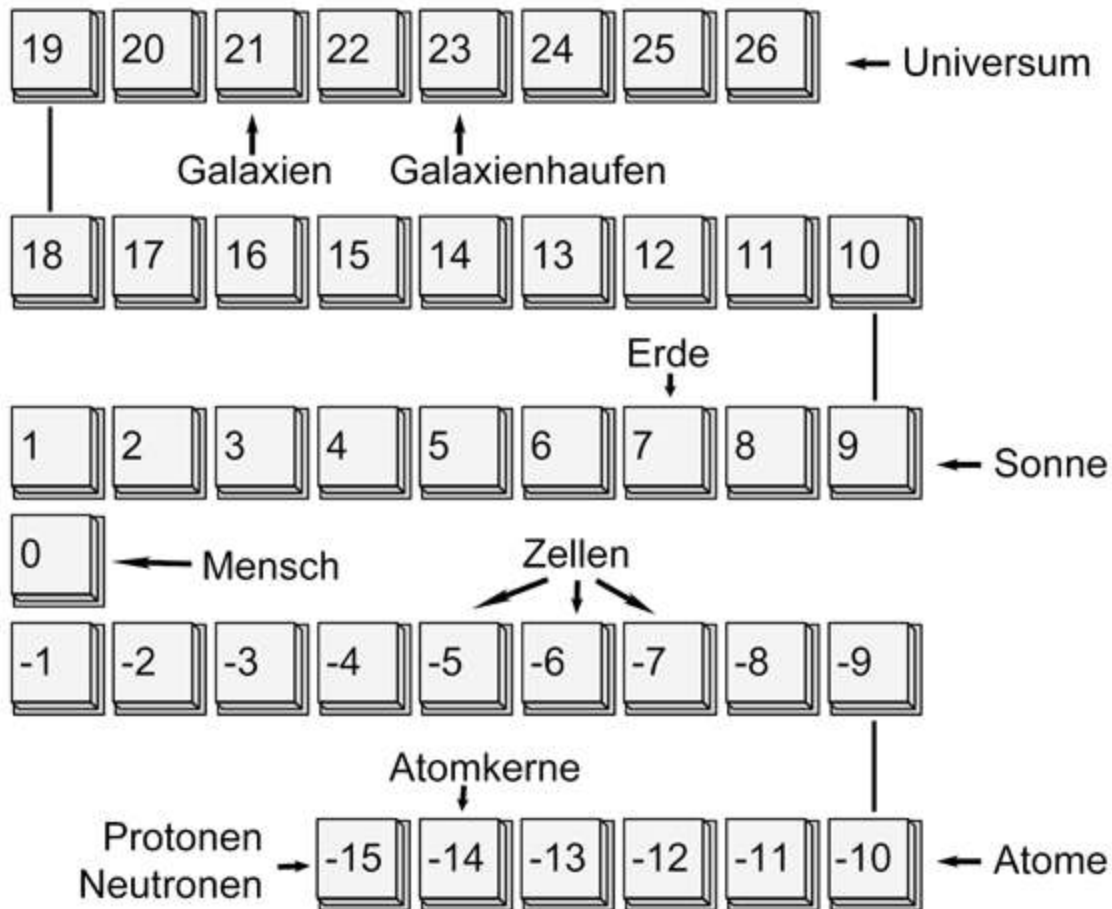 19 20 21 22 23 24 25 26 Universum
Galaxien Galaxienhaufen
18 17 16 15 14 13 12 11 10
Erde
1 2 3 4 5 6 7 8 9 Sonne
0 Mensch
Zellen
-1 -2 -3 -4 -5 -6 -7 -8 -9
Atomkerne
Protonen
Neutronen
-15 -14 -13 -12 -11 -10 Atome